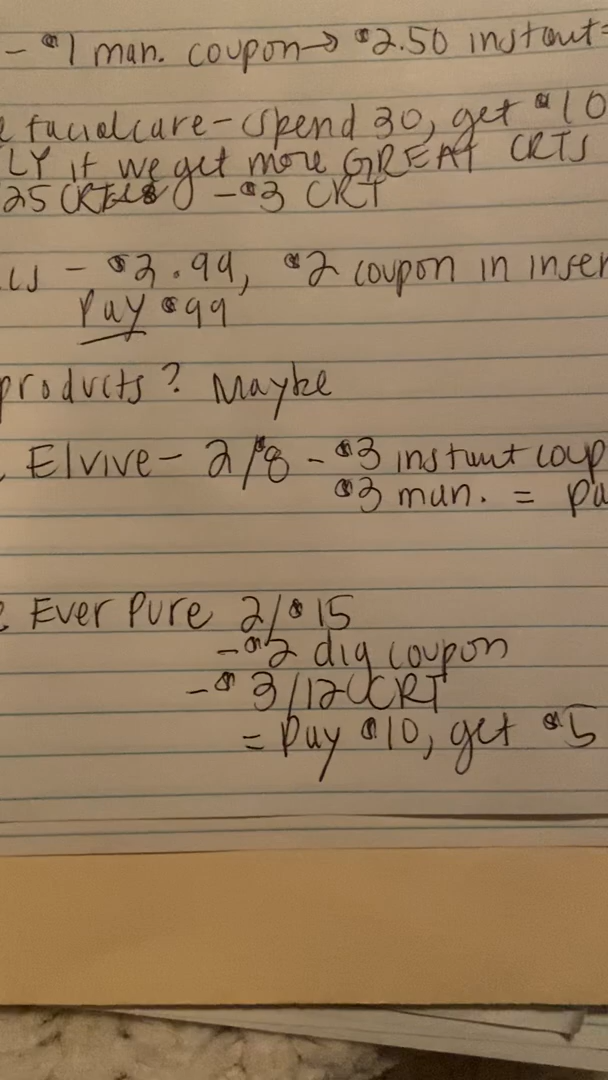 - $1 man. coupon → $2.50 instant =
e facialcare - (spend 30, get $10
LY if we get more GREAT CRTS
25 - $3 CRT
cs - $2.99, $2 coupon in inser
Pay $.99
products? Maybe
Elvive - 2/$8 - $3 instant coup
$3 man. = pa
e Ever Pure 2/$15
- $2 dig coupon
- $3/12 CRT
= pay $10, get $5